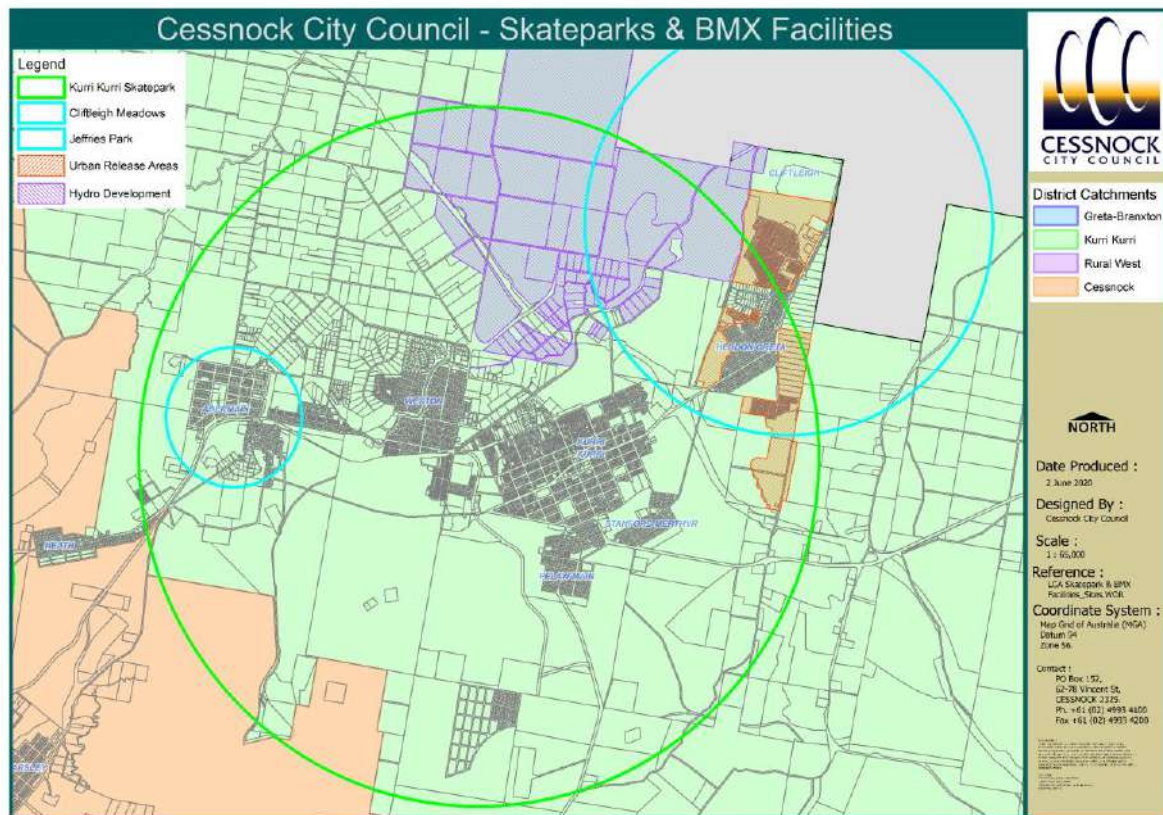 Cessnock City Council - Skateparks & BMX Facilities
Legend
Kurri Kurri Skatepark
Cliftleigh Meadows
Jeffries Park
Urban Release Areas
Hydro Development
CLIFTLEIGH
HEDDON GRETA
ABERMAIN
WESTON
KURRI
KURRI
STANFORD MERTHYR
PELAW MAIN
NEATH
CESSNOCK
CITY COUNCIL
District Catchments
Greta-Branxton
Kurri Kurri
Rural West
Cessnock
NORTH
Date Produced :
2 June 2020
Designed By :
Cessnock City Council
Scale :
1 : 65,000
Reference :
LGA Skatepark & BMX
Facilities_Sites.WOR
Coordinate System :
Map Grid of Australia (MGA)
Datum 94
Zone 56
Contact :
PO Box 152,
62-78 Vincent St,
CESSNOCK 2325.
Ph. +61 (02) 4993 4100
Fax +61 (02) 4993 4200